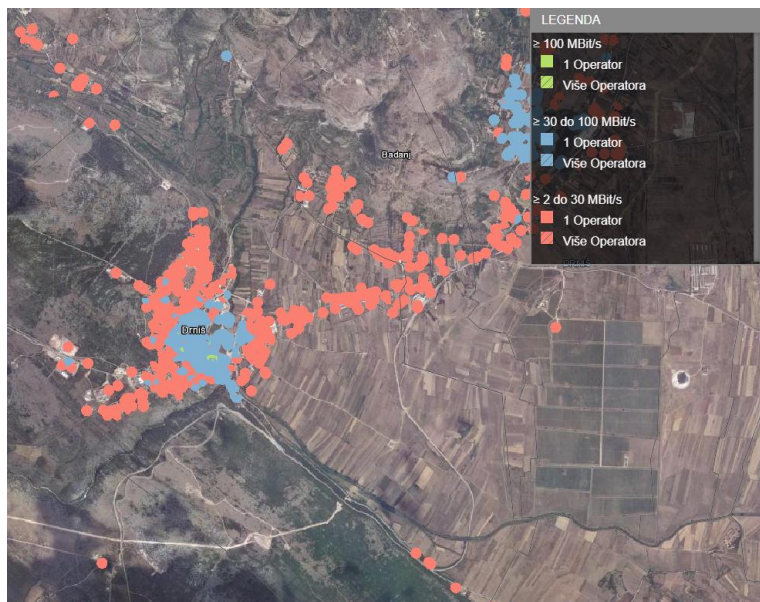 LEGENDA
≥ 100 MBit/s
1 Operator
Više Operatora
≥ 30 do 100 MBit/s
1 Operator
Više Operatora
≥ 2 do 30 MBit/s
1 Operator
Više Operatora
Badanj
Drniš